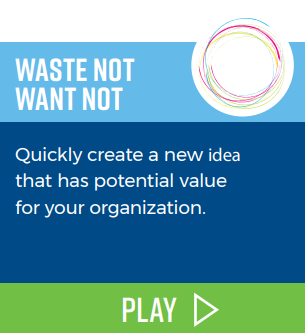 WASTE NOT
WANT NOT
Quickly create a new idea
that has potential value
for your organization.
PLAY